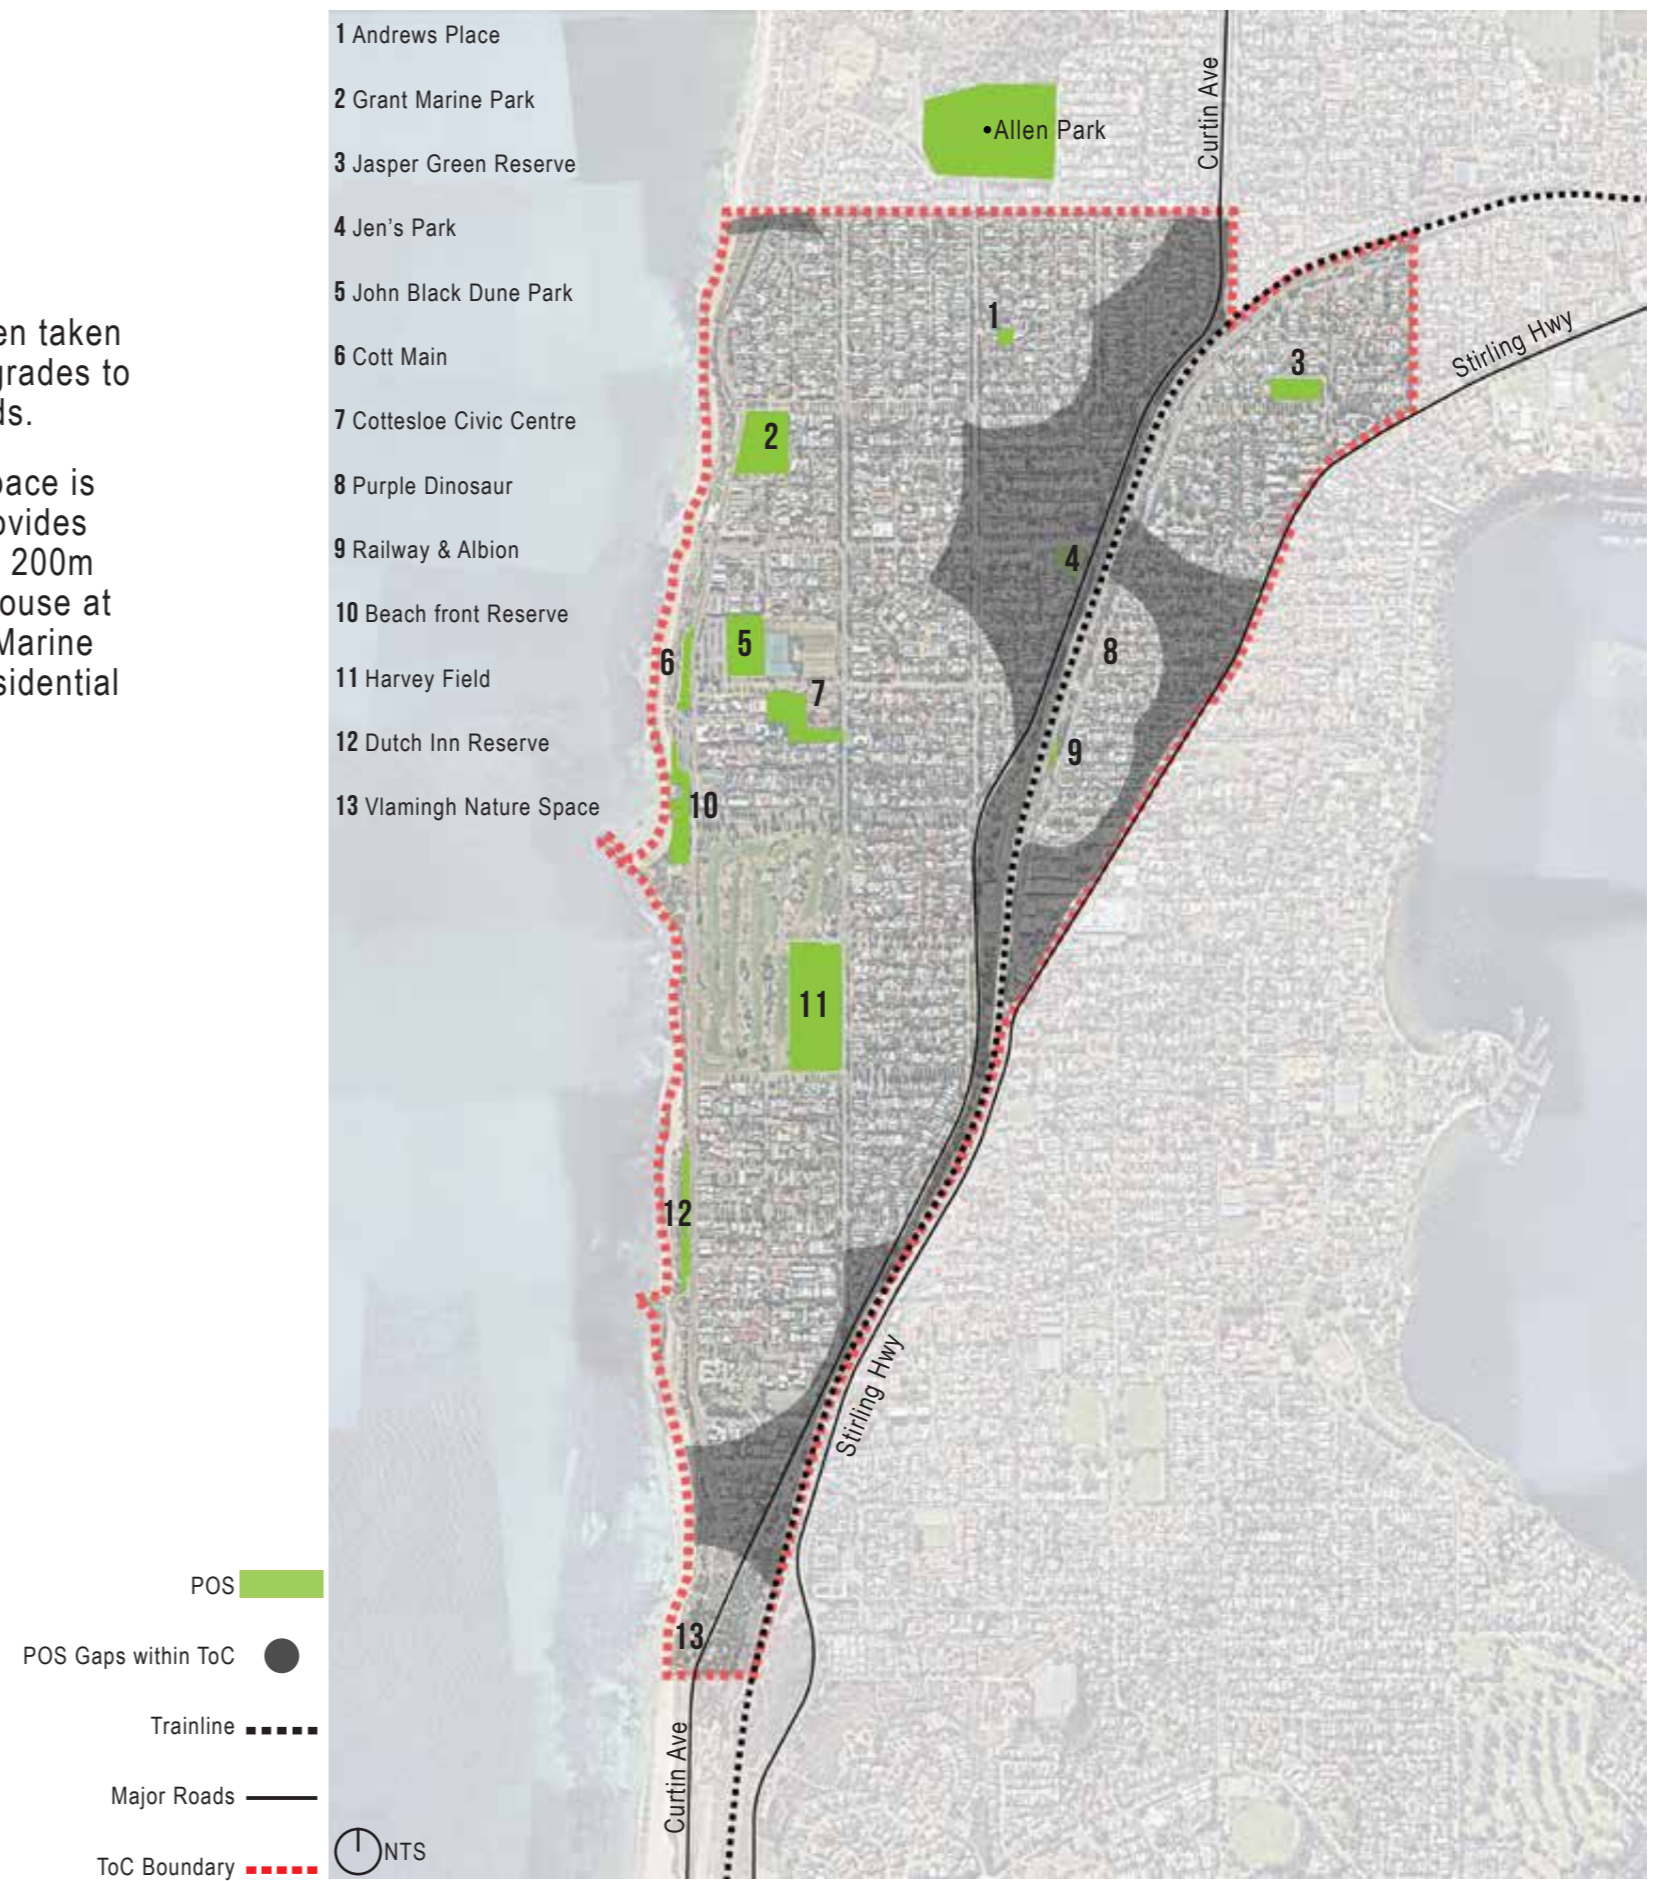 en taken
grades to
ds.
pace is
ovides
200m
ouse at
Marine
sidential
1 Andrews Place
2 Grant Marine Park
3 Jasper Green Reserve
4 Jen's Park
5 John Black Dune Park
6 Cott Main
7 Cottesloe Civic Centre
8 Purple Dinosaur
9 Railway & Albion
10 Beach front Reserve
11 Harvey Field
12 Dutch Inn Reserve
13 Vlamingh Nature Space
•Allen Park
Curtin Ave
Stirling Hwy
1
3
2
4
5
6
7
8
9
10
11
12
13
Stirling Hwy
Curtin Ave
POS
POS Gaps within ToC
Trainline
Major Roads
ToC Boundary
NTS